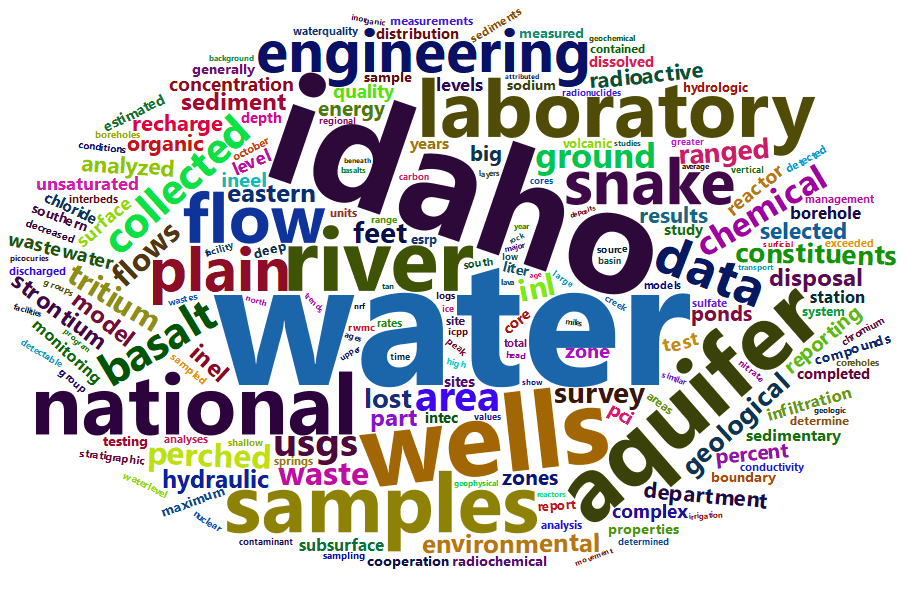 inorganic
measurements
sediments
waterquality
distribution
measured
geochemical
engineering
contained
background
generally
dissolved
concentration
sample
levels
attributed
sodium
radioactive
radionuclides
hydrologic
quality
estimated
sediment
depth
energy
regional
laboratory
idaho
boreholes
recharge
conditions
organic
october
level
collected
years
volcanic
studies
greater
big
ground
ranged
average
vertical
detected
analyzed
beneath
basalts
carbon
layers
cores
snake
reactor
management
unsaturated
interbeds
ineel
eastern
chloride
southern
decreased
surface
flow
units
range
feet
esrp
year
rock
major
deposits
results
study
chemical
borehole
selected
wastewater
picocuries
discharged
flows
facility
deep
plain
river
south
low
liter
lava
age
source
basin
large
inl
data
models
surficial
exceeded
transport
constituents
disposal
groups
tritium
strontium
model
wastes
north
trends
nrf
tan
logs
ice
creek
water
sulfate
ponds
station
system
facilities
monitoring
program
basalt
ages
rwmc
rates
site
icpp
core
milks
aquifer
reporting
chromium
compounds
detectable
group
sampled
inel
upper
time
peak
high
total
head
zone
test
nitrate
coreholes
completed
similar
national
lost
area
sites
show
survey
areas
geological
infiltration
geologic
determine
part
intec
values
wells
pci
testing
analyses
shallow
usgs
perched
stratigraphic
springs
sedimentary
percent
conductivity
boundary
waterlevel
hydraulic
waste
geophysical
zones
reactors
maximum
nuclear
samples
report
department
complex
irrigation
analysis
properties
contaminant
subsurface
environmental
determined
sampling
cooperation
radiochemical
movement